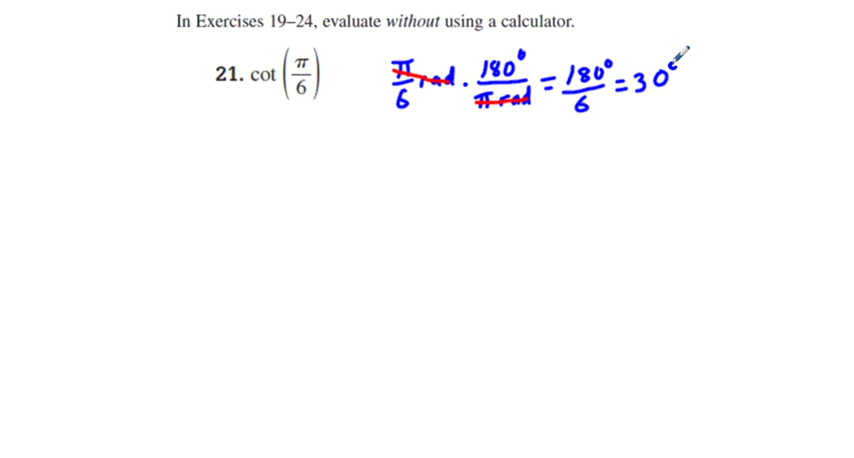 In Exercises 19–24, evaluate without using a calculator.
21. cot (π/6) π/6 rad · 180°/π rad = 180°/6 = 30°